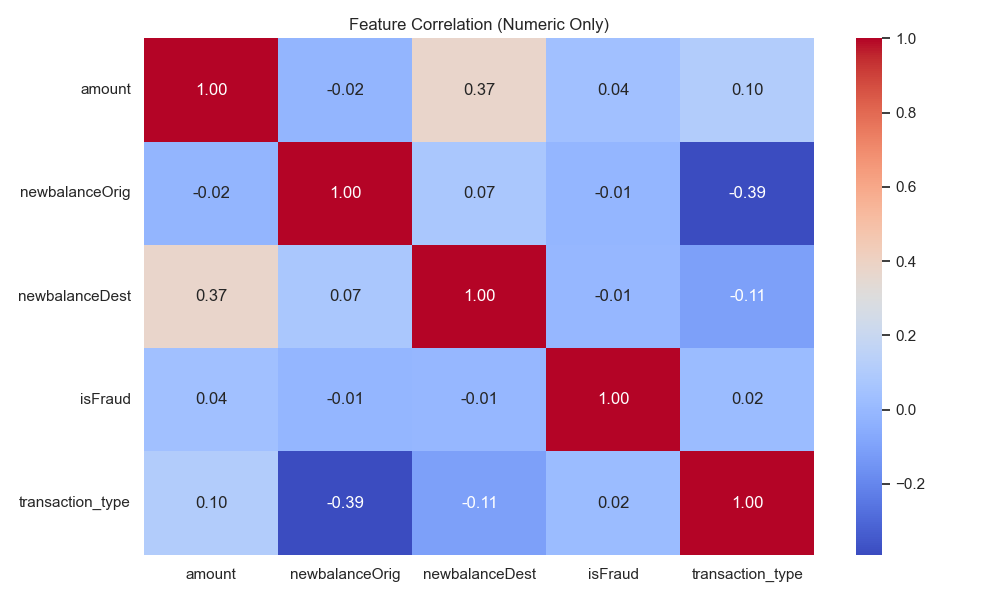 Feature Correlation (Numeric Only)
amount 1.00 -0.02 0.37 0.04 0.10
newbalanceOrig -0.02 1.00 0.07 -0.01 -0.39
newbalanceDest 0.37 0.07 1.00 -0.01 -0.11
isFraud 0.04 -0.01 -0.01 1.00 0.02
transaction_type 0.10 -0.39 -0.11 0.02 1.00
amount newbalanceOrig newbalanceDest isFraud transaction_type
1.0
0.8
0.6
0.4
0.2
0.0
−0.2